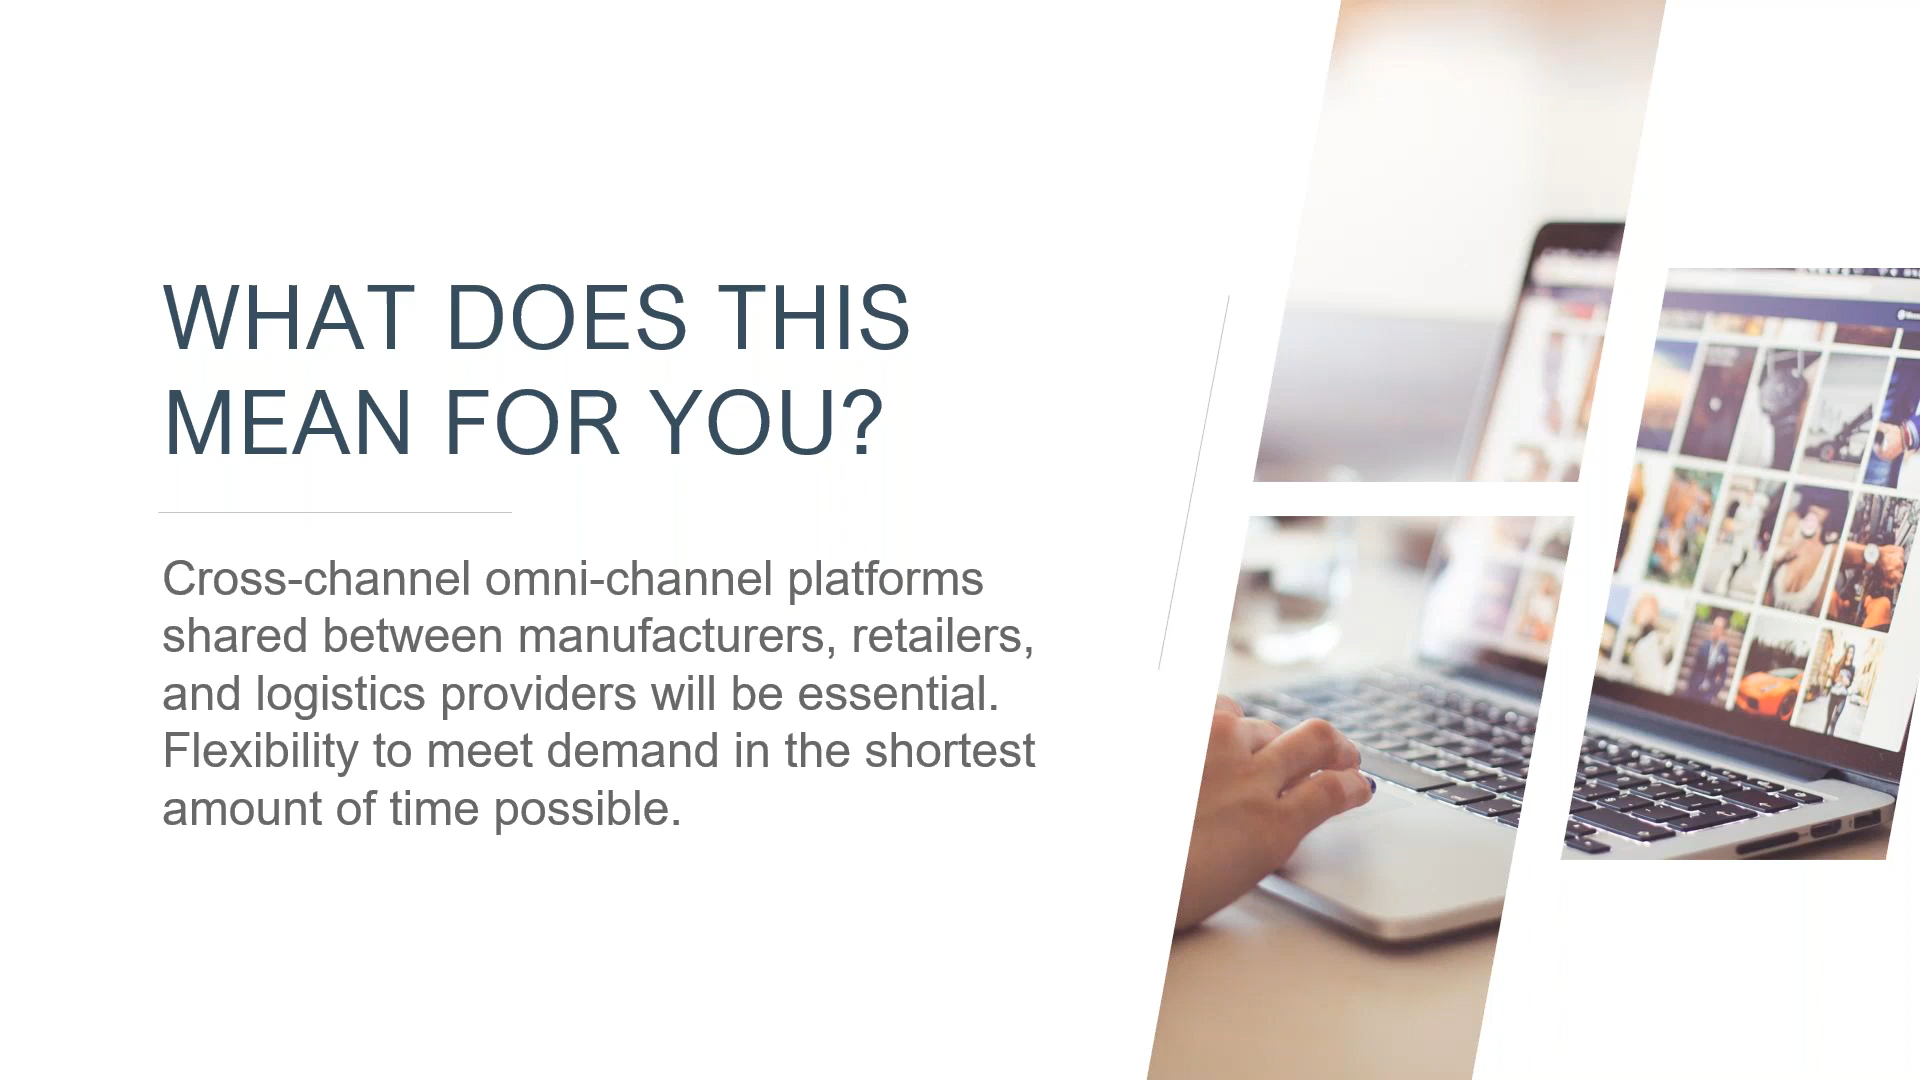 WHAT DOES THIS
MEAN FOR YOU?
Cross-channel omni-channel platforms
shared between manufacturers, retailers,
and logistics providers will be essential.
Flexibility to meet demand in the shortest
amount of time possible.